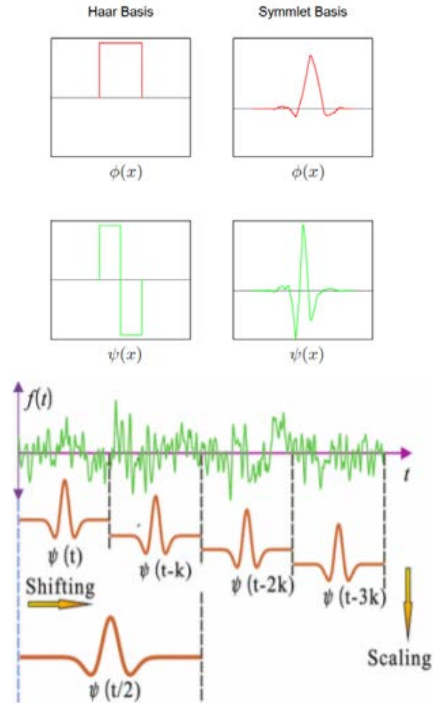 Haar Basis
Symmlet Basis
ϕ(x)
ϕ(x)
ψ(x)
ψ(x)
f(t)
t
ψ (t)
ψ (t-k)
ψ (t-2k)
ψ (t-3k)
Shifting
Scaling
ψ (t/2)